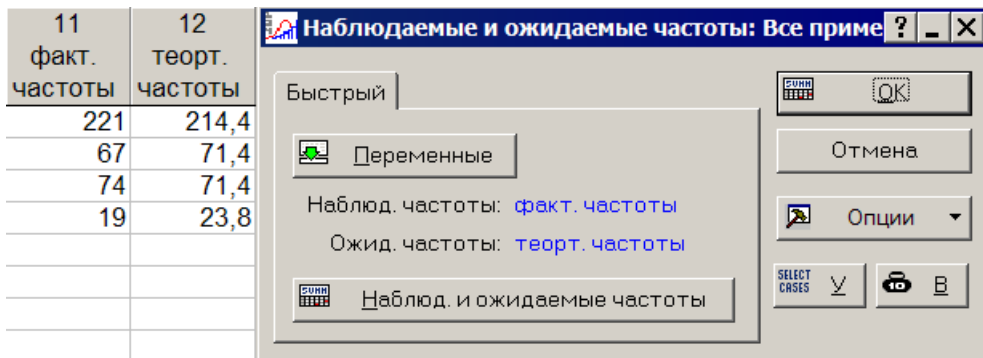 11 12
факт. теорт.
частоты частоты
221 214,4
67 71,4
74 71,4
19 23,8
Наблюдаемые и ожидаемые частоты: Все приме
Быстрый
Переменные
Наблюд. частоты: факт. частоты
Ожид. частоты: теорт. частоты
SUMM Наблюд. и ожидаемые частоты
SUMM OK
Отмена
Опции
SELECT
CASES У В